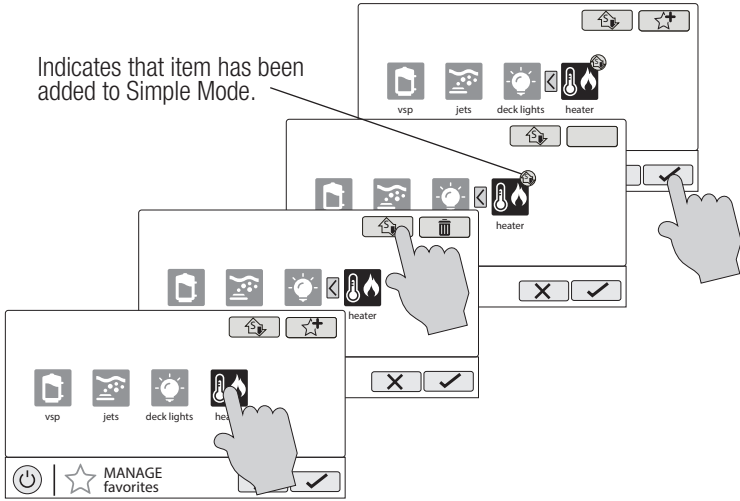 Indicates that item has been
added to Simple Mode.
S
vsp
jets
deck lights
heater
S
heater
S
heater
S
vsp
jets
deck lights
MANAGE
favorites